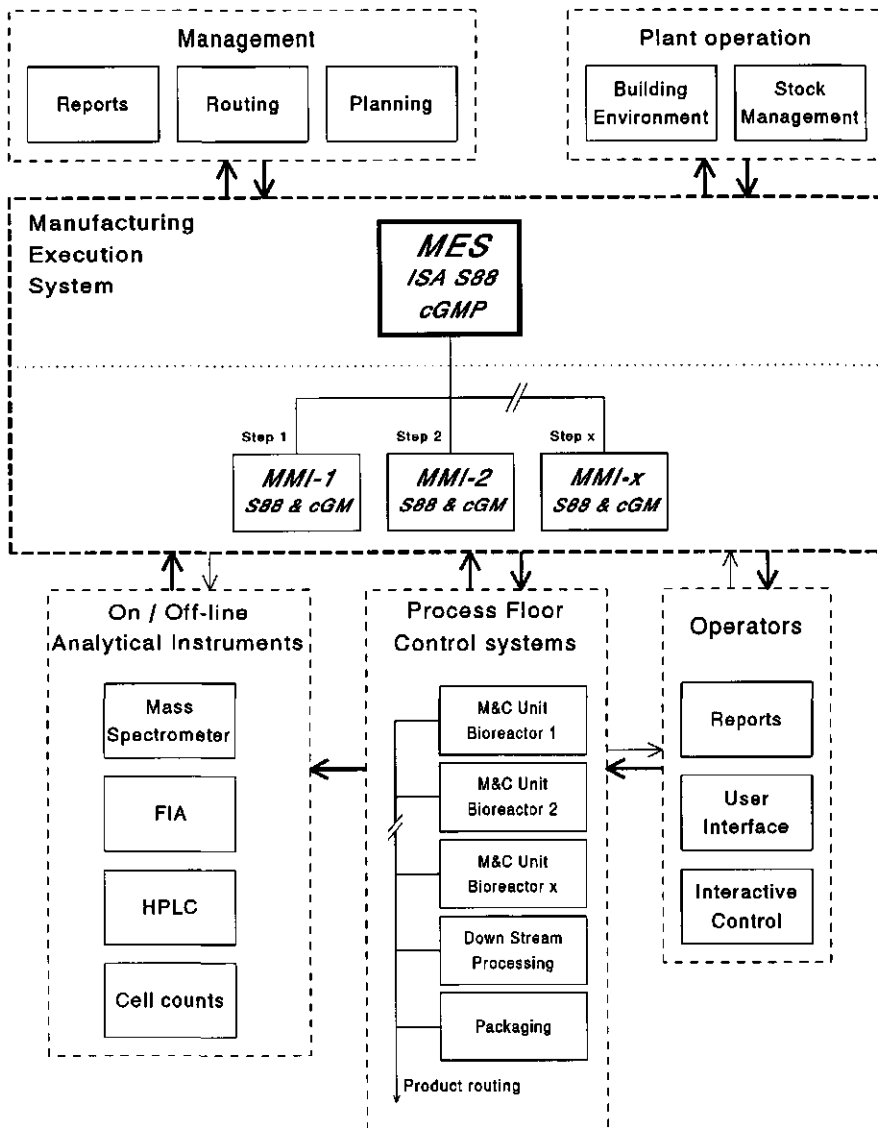 Management
Reports
Routing
Planning
Plant operation
Building
Environment
Stock
Management
Manufacturing
Execution
System
MES
ISA S88
cGMP
Step 1
Step 2
Step x
MMI-1
S88 & cGM
MMI-2
S88 & cGM
MMI-x
S88 & cGM
On / Off-line
Analytical Instruments
Mass
Spectrometer
FIA
HPLC
Cell counts
Process Floor
Control systems
M&C Unit
Bioreactor 1
M&C Unit
Bioreactor 2
M&C Unit
Bioreactor x
Down Stream
Processing
Packaging
Product routing
Operators
Reports
User
Interface
Interactive
Control